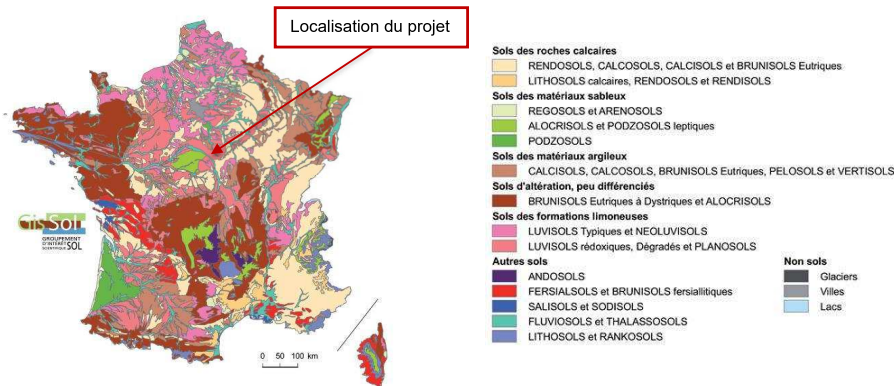 Localisation du projet
GisSol
GROUPEMENT
D'INTERÊT
SCIENTIFIQUE SOL
0 50 100 km
Sols des roches calcaires
RENDOSOLS, CALCOSOLS, CALCISOLS et BRUNISOLS Eutriques
LITHOSOLS calcaires, RENDOSOLS et RENDISOLS
Sols des matériaux sableux
REGOSOLS et ARENOSOLS
ALOCRISOLS et PODZOSOLS leptiques
PODZOSOLS
Sols des matériaux argileux
CALCISOLS, CALCOSOLS, BRUNISOLS Eutriques, PELOSOLS et VERTISOLS
Sols d'altération, peu différenciés
BRUNISOLS Eutriques à Dystriques et ALOCRISOLS
Sols des formations limoneuses
LUVISOLS Typiques et NEOLUVISOLS
LUVISOLS rédoxiques, Dégradés et PLANOSOLS
Autres sols
ANDOSOLS
FERSIALSOLS et BRUNISOLS fersiallitiques
SALISOLS et SODISOLS
FLUVIOSOLS et THALASSOSOLS
LITHOSOLS et RANKOSOLS
Non sols
Glaciers
Villes
Lacs